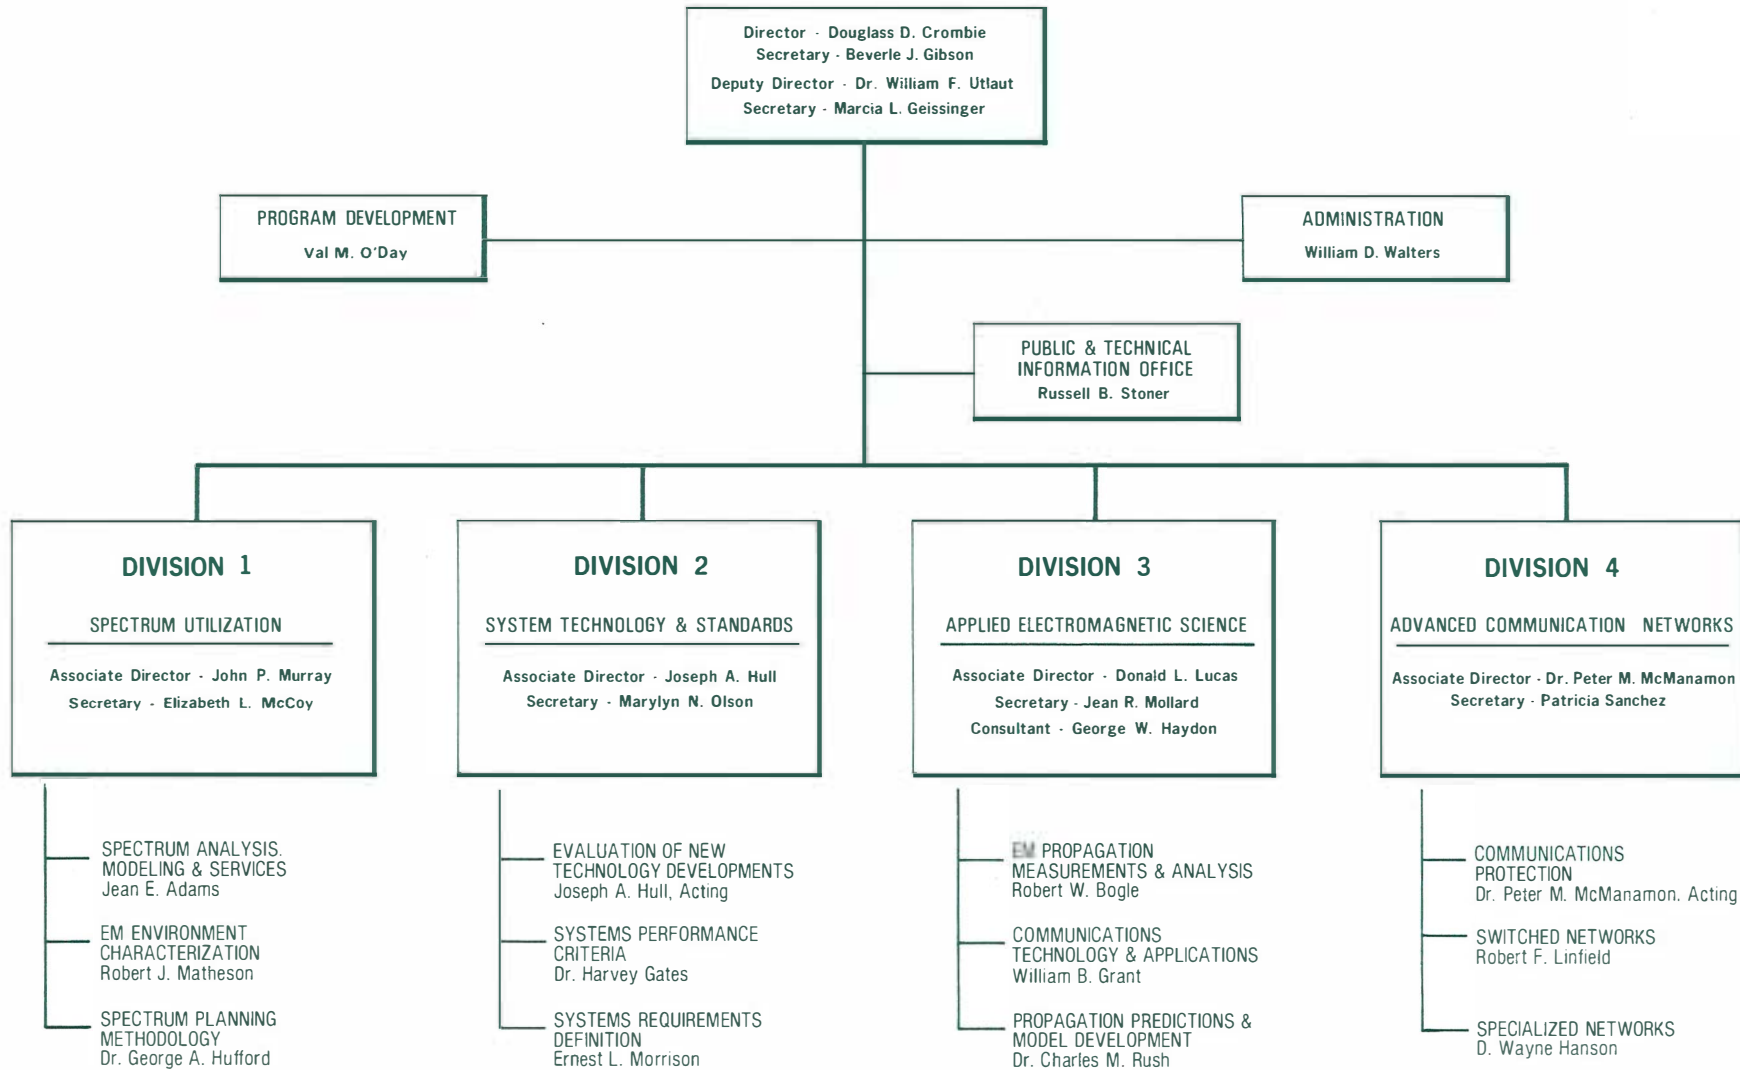 Director - Douglass D. Crombie
Secretary - Beverle J. Gibson
Deputy Director - Dr. William F. Utlaut
Secretary - Marcia L. Geissinger
PROGRAM DEVELOPMENT
Val M. O'Day
ADMINISTRATION
William D. Walters
PUBLIC & TECHNICAL
INFORMATION OFFICE
Russell B. Stoner
DIVISION 1
SPECTRUM UTILIZATION
Associate Director - John P. Murray
Secretary - Elizabeth L. McCoy
DIVISION 2
SYSTEM TECHNOLOGY & STANDARDS
Associate Director - Joseph A. Hull
Secretary - Marylyn N. Olson
DIVISION 3
APPLIED ELECTROMAGNETIC SCIENCE
Associate Director - Donald L. Lucas
Secretary - Jean R. Mollard
Consultant - George W. Haydon
DIVISION 4
ADVANCED COMMUNICATION NETWORKS
Associate Director - Dr. Peter M. McManamon
Secretary - Patricia Sanchez
SPECTRUM ANALYSIS.
MODELING & SERVICES
Jean E. Adams
EM ENVIRONMENT
CHARACTERIZATION
Robert J. Matheson
SPECTRUM PLANNING
METHODOLOGY
Dr. George A. Hufford
EVALUATION OF NEW
TECHNOLOGY DEVELOPMENTS
Joseph A. Hull, Acting
SYSTEMS PERFORMANCE
CRITERIA
Dr. Harvey Gates
SYSTEMS REQUIREMENTS
DEFINITION
Ernest L. Morrison
EM PROPAGATION
MEASUREMENTS & ANALYSIS
Robert W. Bogle
COMMUNICATIONS
TECHNOLOGY & APPLICATIONS
William B. Grant
PROPAGATION PREDICTIONS &
MODEL DEVELOPMENT
Dr. Charles M. Rush
COMMUNICATIONS
PROTECTION
Dr. Peter M. McManamon. Acting
SWITCHED NETWORKS
Robert F. Linfield
SPECIALIZED NETWORKS
D. Wayne Hanson